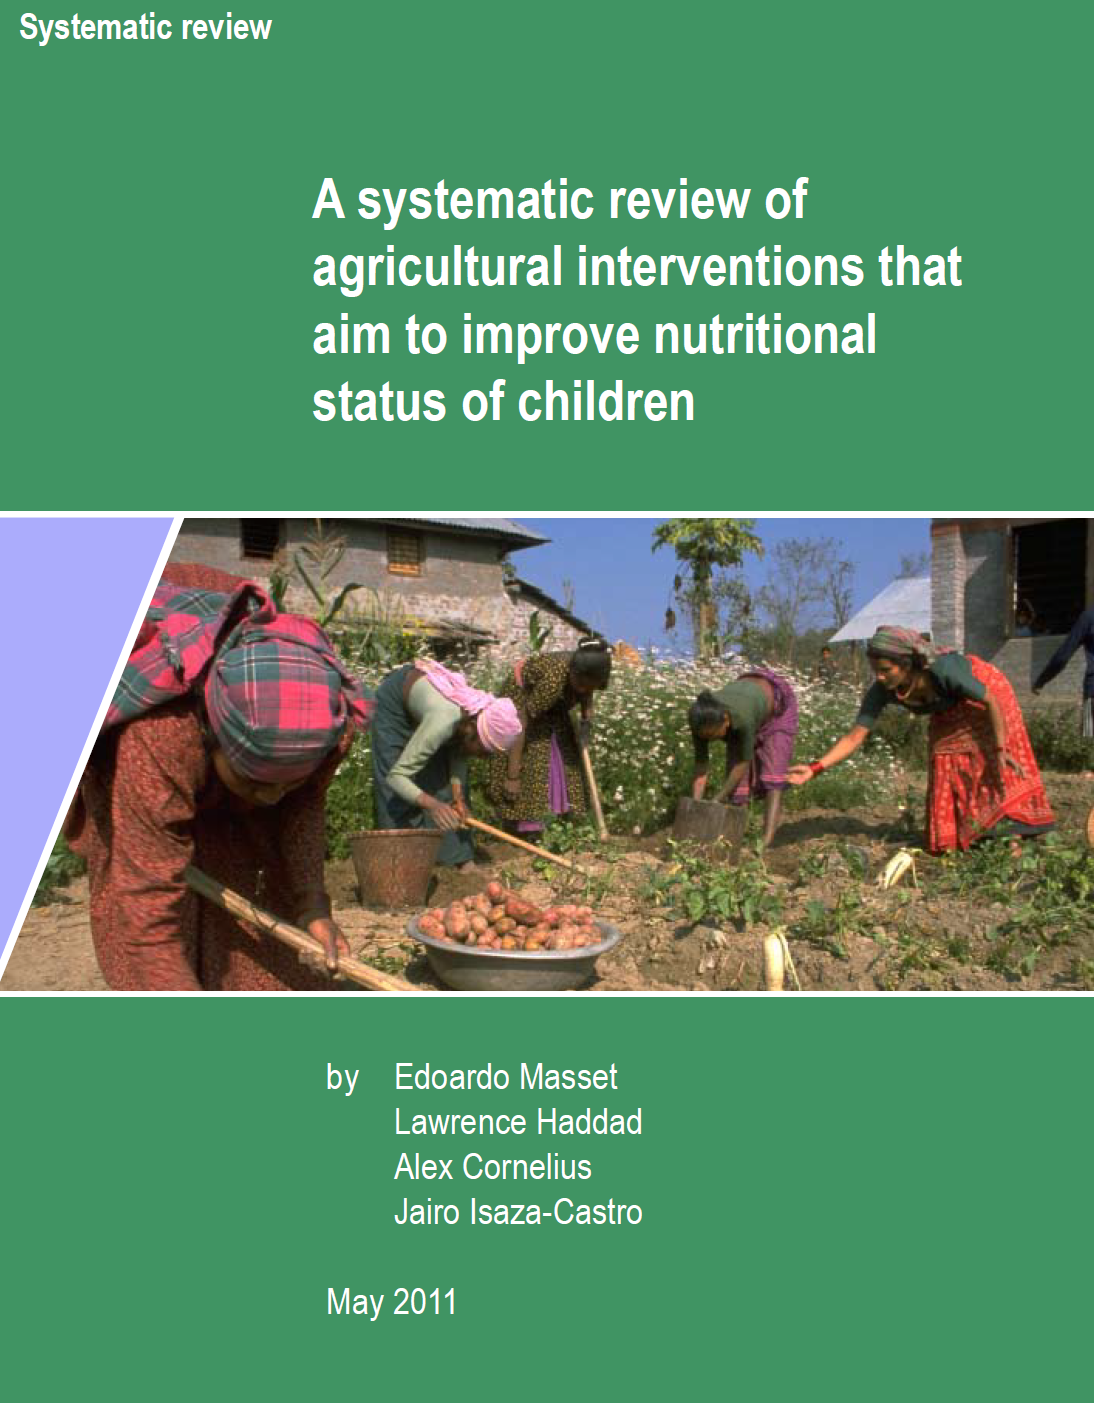 Systematic review
A systematic review of
agricultural interventions that
aim to improve nutritional
status of children
by Edoardo Masset
Lawrence Haddad
Alex Cornelius
Jairo Isaza-Castro
May 2011